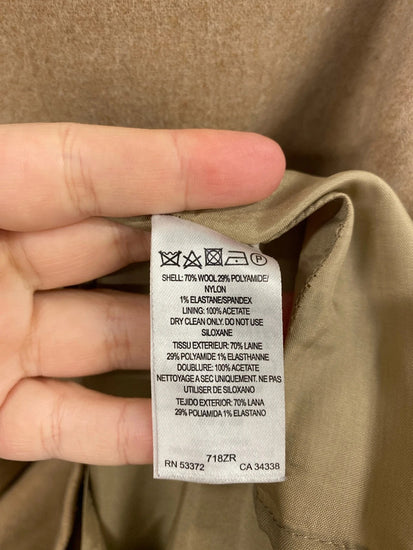 P
SHELL: 70% WOOL 29% POLYAMIDE/
NYLON
1% ELASTANE/SPANDEX
LINING: 100% ACETATE
DRY CLEAN ONLY. DO NOT USE
SILOXANE
TISSU EXTERIEUR: 70% LAINE
29% POLYAMIDE 1% ELASTHANNE
DOUBLURE: 100% ACETATE
NETTOYAGE A SEC UNIQUEMENT. NE PAS
UTILISER DE SILOXANO
TEJIDO EXTERIOR: 70% LANA
29% POLIAMIDA 1% ELASTANO
718ZR
RN 53372 CA 34338